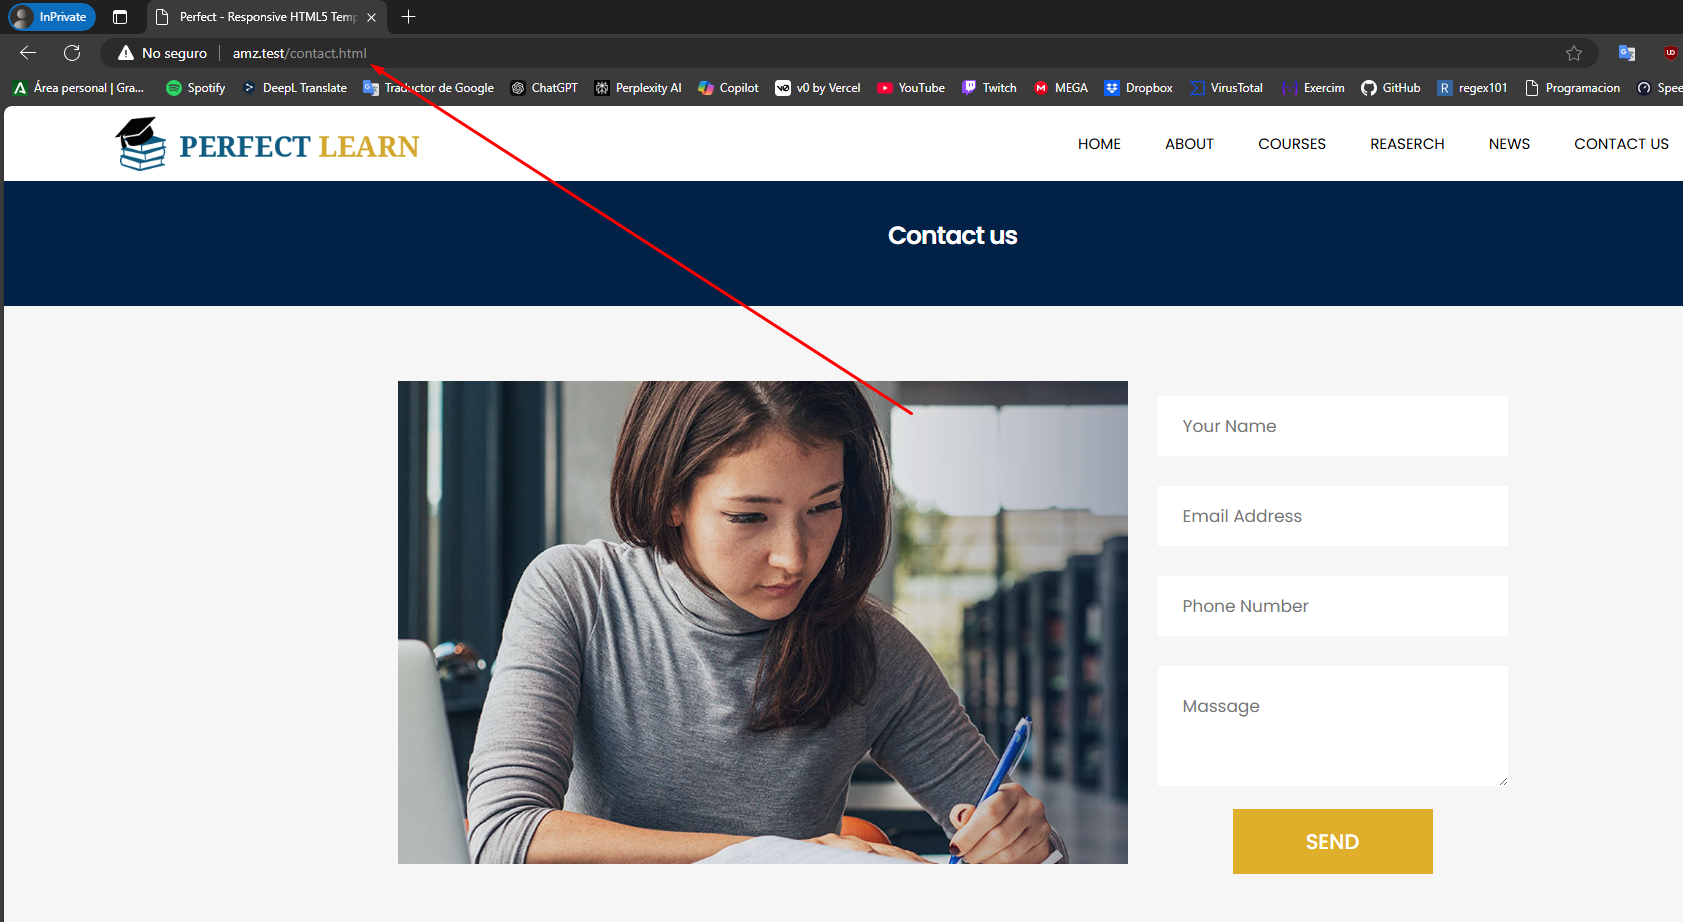 InPrivate
Perfect - Responsive HTML5 Temp
No seguro
amz.test/contact.html
Área personal | Gra...
Spotify
DeepL Translate
Traductor de Google
ChatGPT
Perplexity AI
Copilot
v0 by Vercel
YouTube
Twitch
MEGA
Dropbox
VirusTotal
Exercim
GitHub
regex101
Programacion
Spee
PERFECT LEARN
HOME
ABOUT
COURSES
REASERCH
NEWS
CONTACT US
Contact us
Your Name
Email Address
Phone Number
Massage
SEND